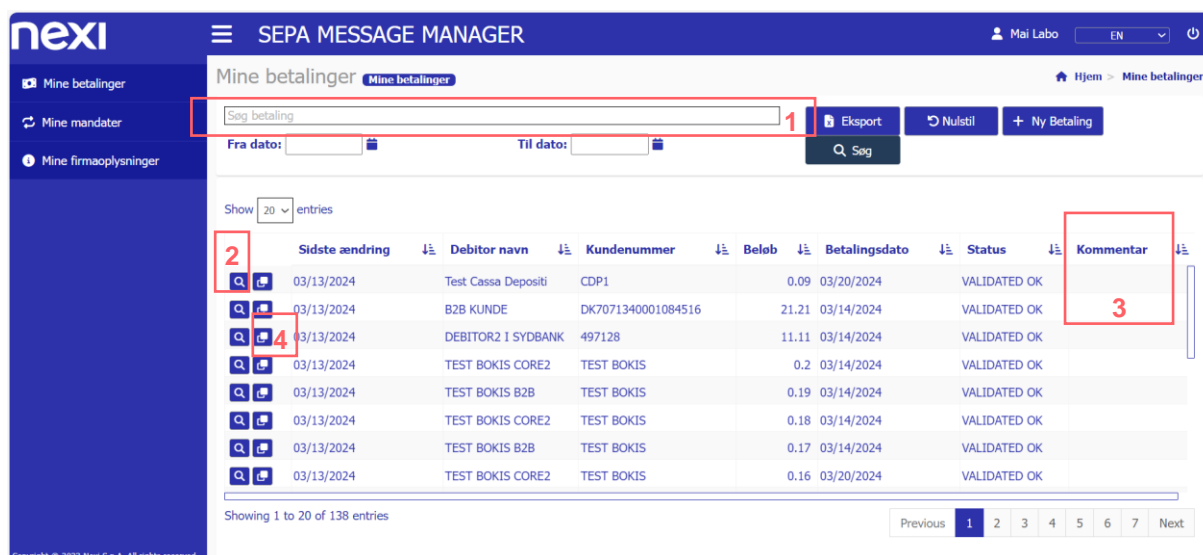 nexi
SEPA MESSAGE MANAGER
Mai Labo
EN
Mine betalinger
Mine mandater
Mine firmaoplysninger
Mine betalinger Mine betalinger
Hjem > Mine betalinger
Søg betaling
1
Eksport
Nulstil
+ Ny Betaling
Fra dato:
Til dato:
Søg
Show 20 entries
2
Sidste ændring Debitor navn Kundenummer Beløb Betalingsdato Status Kommentar
03/13/2024 Test Cassa Depositi CDP1 0.09 03/20/2024 VALIDATED OK
03/13/2024 B2B KUNDE DK7071340001084516 21.21 03/14/2024 VALIDATED OK
3
4
03/13/2024 DEBITOR2 I SYDBANK 497128 11.11 03/14/2024 VALIDATED OK
03/13/2024 TEST BOKIS CORE2 TEST BOKIS 0.2 03/14/2024 VALIDATED OK
03/13/2024 TEST BOKIS B2B TEST BOKIS 0.19 03/14/2024 VALIDATED OK
03/13/2024 TEST BOKIS CORE2 TEST BOKIS 0.18 03/14/2024 VALIDATED OK
03/13/2024 TEST BOKIS B2B TEST BOKIS 0.17 03/14/2024 VALIDATED OK
03/13/2024 TEST BOKIS CORE2 TEST BOKIS 0.16 03/20/2024 VALIDATED OK
Showing 1 to 20 of 138 entries
Previous 1 2 3 4 5 6 7 Next